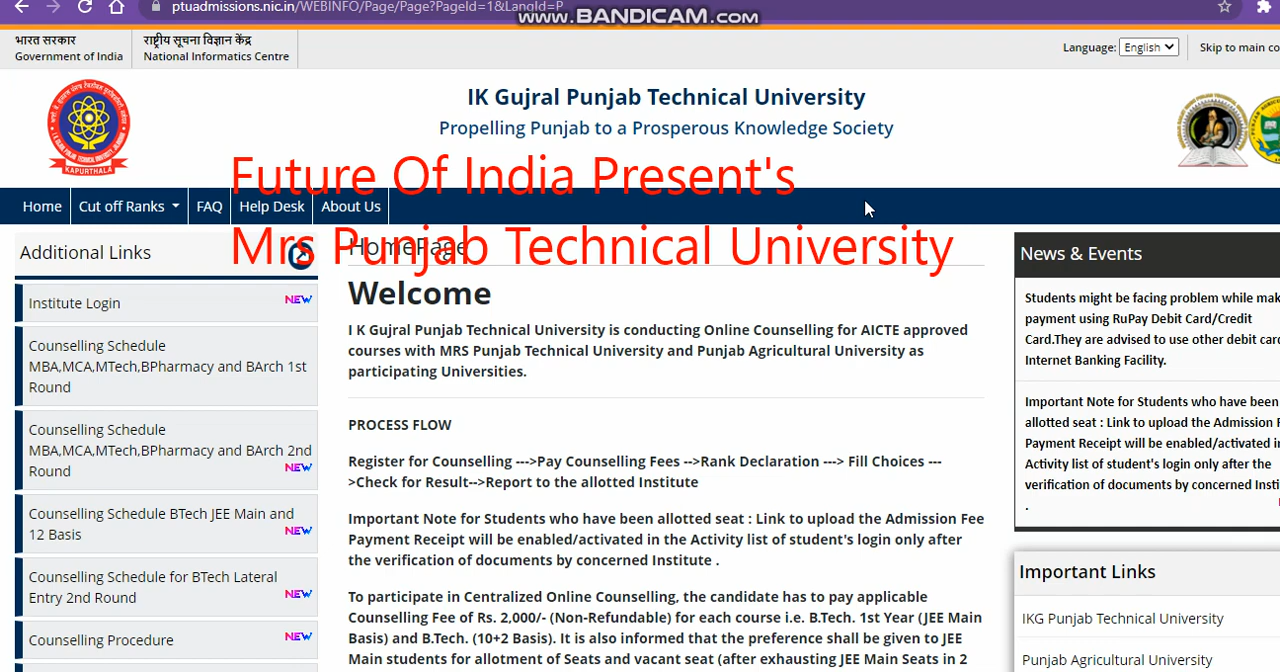 ptuadmissions.nic.in/WEBINFO/Page/Page?PageId=1&LangId=P
www.BANDICAM.com
भारत सरकार
Government of India
राष्ट्रीय सूचना विज्ञान केंद्र
National Informatics Centre
Language: English
Skip to main co
IK Gujral Punjab Technical University
Propelling Punjab to a Prosperous Knowledge Society
KAPURTHALA
Future Of India Present's
Home
Cut off Ranks
FAQ
Help Desk
About Us
Mrs Punjab Technical University
Additional Links
Institute Login NEW
Counselling Schedule
MBA,MCA,MTech,BPharmacy and BArch 1st
Round
Counselling Schedule
MBA,MCA,MTech,BPharmacy and BArch 2nd
Round NEW
Counselling Schedule BTech JEE Main and
12 Basis NEW
Counselling Schedule for BTech Lateral
Entry 2nd Round NEW
Counselling Procedure NEW
HomePage
Welcome
I K Gujral Punjab Technical University is conducting Online Counselling for AICTE approved
courses with MRS Punjab Technical University and Punjab Agricultural University as
participating Universities.
PROCESS FLOW
Register for Counselling --->Pay Counselling Fees -->Rank Declaration ---> Fill Choices ---
>Check for Result-->Report to the allotted Institute
Important Note for Students who have been allotted seat : Link to upload the Admission Fee
Payment Receipt will be enabled/activated in the Activity list of student's login only after
the verification of documents by concerned Institute .
To participate in Centralized Online Counselling, the candidate has to pay applicable
Counselling Fee of Rs. 2,000/- (Non-Refundable) for each course i.e. B.Tech. 1st Year (JEE Main
Basis) and B.Tech. (10+2 Basis). It is also informed that the preference shall be given to JEE
Main students for allotment of Seats and vacant seat (after exhausting JEE Main Seats in 2
News & Events
Students might be facing problem while mak
payment using RuPay Debit Card/Credit
Card.They are advised to use other debit card
Internet Banking Facility.
Important Note for Students who have been
allotted seat : Link to upload the Admission F
Payment Receipt will be enabled/activated in
Activity list of student's login only after the
verification of documents by concerned Insti
.
Important Links
IKG Punjab Technical University
Punjab Agricultural University